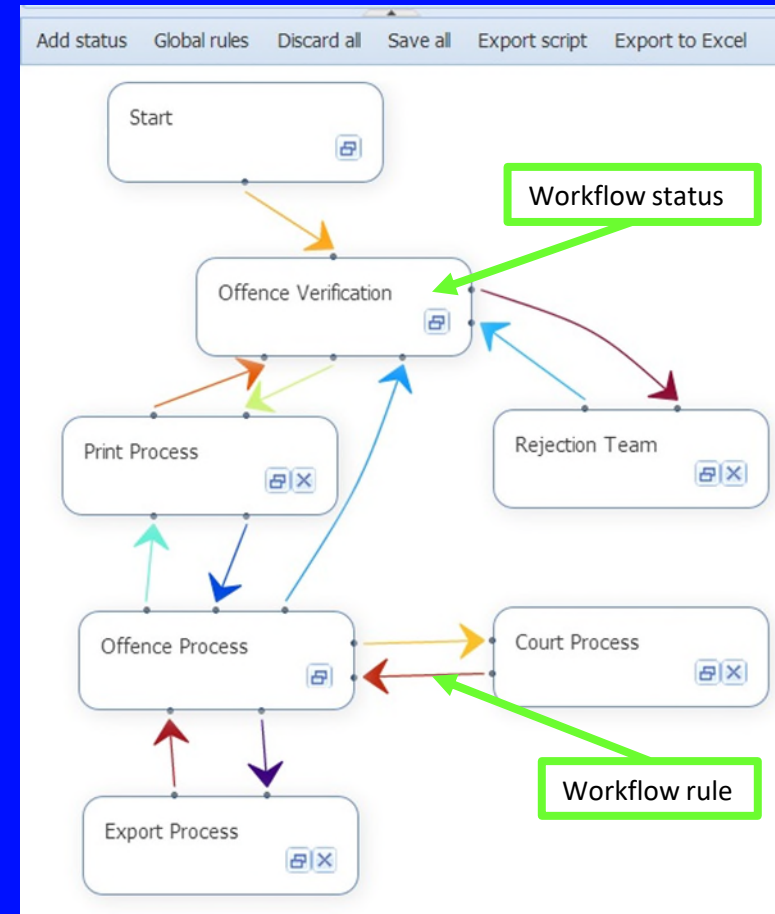 Add status Global rules Discard all Save all Export script Export to Excel
Start
Workflow status
Offence Verification
Print Process
Rejection Team
Offence Process
Court Process
Workflow rule
Export Process